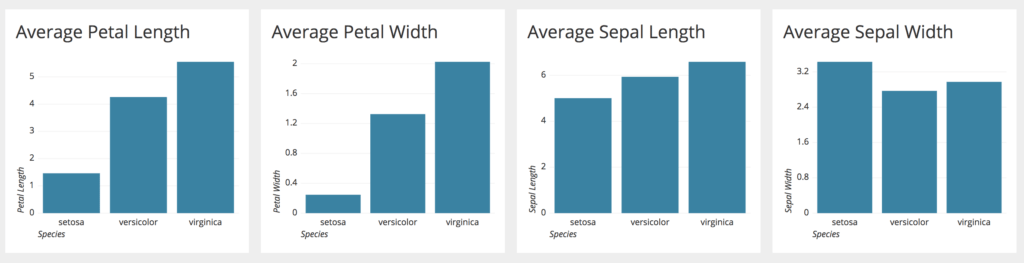 Average Petal Length
5
4
3
2
1
0
Petal Length
setosa versicolor virginica
Species
Average Petal Width
2
1.6
1.2
0.8
0.4
0
Petal Width
setosa versicolor virginica
Species
Average Sepal Length
6
4
2
0
Sepal Length
setosa versicolor virginica
Species
Average Sepal Width
3.2
2.4
1.6
0.8
0
Sepal Width
setosa versicolor virginica
Species